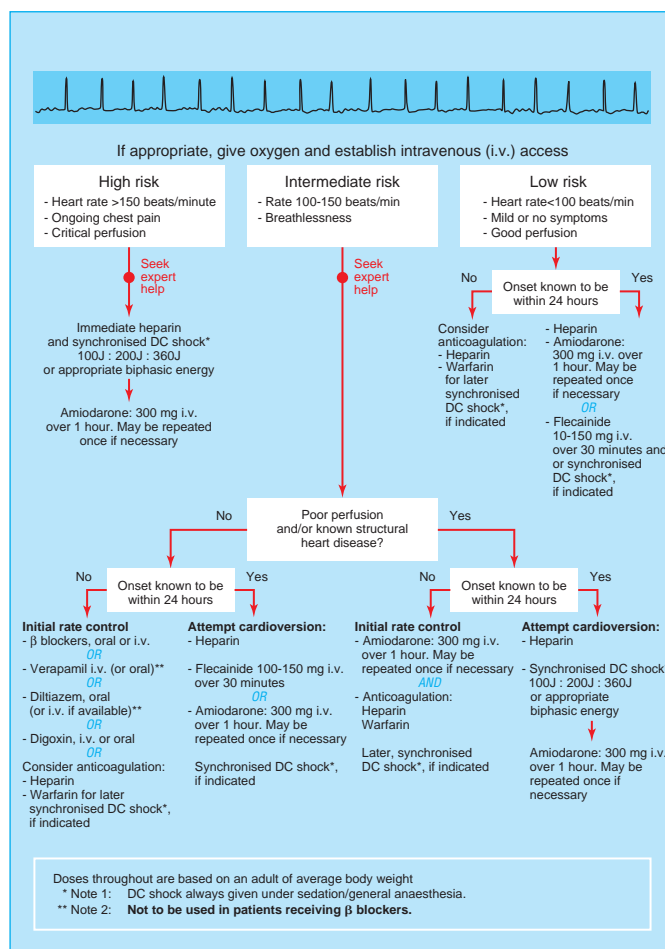 If appropriate, give oxygen and establish intravenous (i.v.) access
High risk
- Heart rate >150 beats/minute
- Ongoing chest pain
- Critical perfusion
Intermediate risk
- Rate 100-150 beats/min
- Breathlessness
Low risk
- Heart rate<100 beats/min
- Mild or no symptoms
- Good perfusion
Seek
expert
help
Seek
expert
help
No
Onset known to be
within 24 hours
Yes
Immediate heparin
and synchronised DC shock*
100J : 200J : 360J
or appropriate biphasic energy
Amiodarone: 300 mg i.v.
over 1 hour. May be repeated
once if necessary
Consider
anticoagulation:
- Heparin
- Warfarin
for later
synchronised
DC shock*,
if indicated
- Heparin
- Amiodarone:
300 mg i.v. over
1 hour. May be
repeated once
if necessary
OR
- Flecainide
10-150 mg i.v.
over 30 minutes and
or synchronised
DC shock*,
if indicated
No
Poor perfusion
and/or known structural
heart disease?
Yes
No
Onset known to be
within 24 hours
Yes
No
Onset known to be
within 24 hours
Yes
Initial rate control
- β blockers, oral or i.v.
OR
- Verapamil i.v. (or oral)**
OR
- Diltiazem, oral
(or i.v. if available)**
OR
- Digoxin, i.v. or oral
OR
Consider anticoagulation:
- Heparin
- Warfarin for later
synchronised DC shock*,
if indicated
Attempt cardioversion:
- Heparin
- Flecainide 100-150 mg i.v.
over 30 minutes
OR
- Amiodarone: 300 mg i.v.
over 1 hour. May be
repeated once if necessary
Synchronised DC shock*,
if indicated
Initial rate control
- Amiodarone: 300 mg i.v.
over 1 hour. May be
repeated once if necessary
AND
- Anticoagulation:
Heparin
Warfarin
Later, synchronised
DC shock*, if indicated
Attempt cardioversion:
- Heparin
- Synchronised DC shock*
100J : 200J : 360J
or appropriate
biphasic energy
Amiodarone: 300 mg i.v.
over 1 hour. May be
repeated once if
necessary
Doses throughout are based on an adult of average body weight
* Note 1: DC shock always given under sedation/general anaesthesia.
** Note 2: Not to be used in patients receiving β blockers.